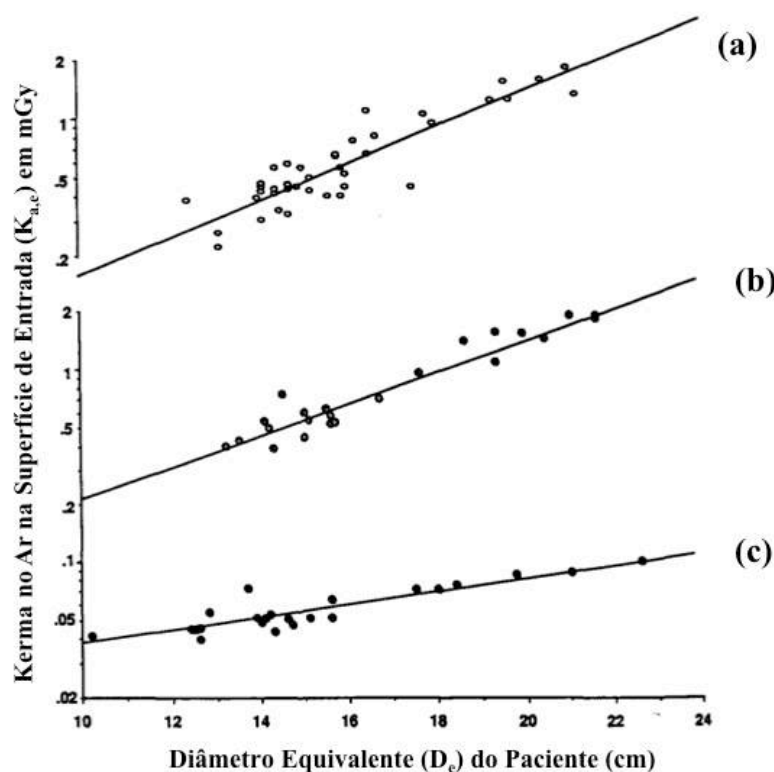 Kerma no Ar na Superfície de Entrada (Ka,e) em mGy
(a)
2
1
.5
.2
(b)
2
1
.5
.2
(c)
.1
.05
.02
10 12 14 16 18 20 22 24
Diâmetro Equivalente (De) do Paciente (cm)